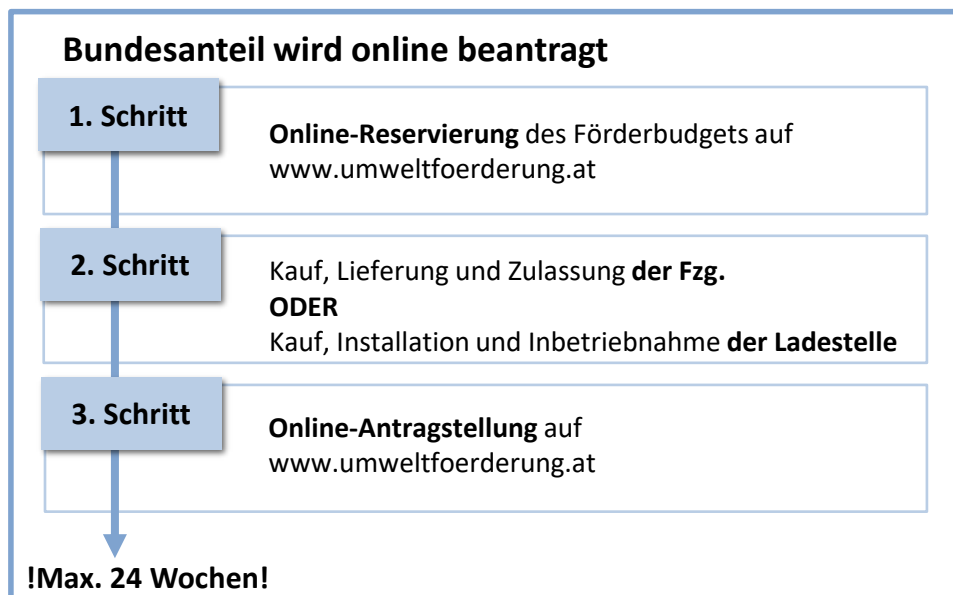 Bundesanteil wird online beantragt
1. Schritt
Online-Reservierung des Förderbudgets auf
www.umweltfoerderung.at
2. Schritt
Kauf, Lieferung und Zulassung der Fzg.
ODER
Kauf, Installation und Inbetriebnahme der Ladestelle
3. Schritt
Online-Antragstellung auf
www.umweltfoerderung.at
!Max. 24 Wochen!